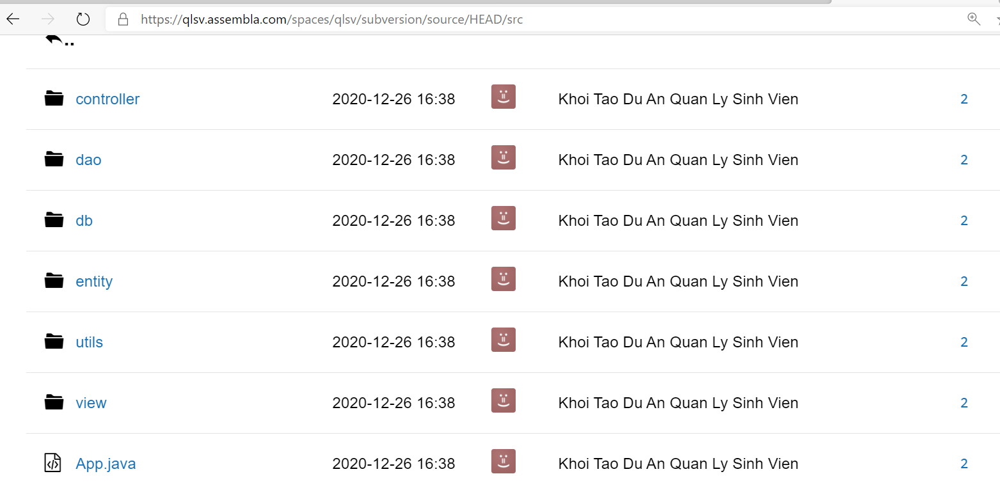 https://qlsv.assembla.com/spaces/qlsv/subversion/source/HEAD/src
..
controller 2020-12-26 16:38 Khoi Tao Du An Quan Ly Sinh Vien 2
dao 2020-12-26 16:38 Khoi Tao Du An Quan Ly Sinh Vien 2
db 2020-12-26 16:38 Khoi Tao Du An Quan Ly Sinh Vien 2
entity 2020-12-26 16:38 Khoi Tao Du An Quan Ly Sinh Vien 2
utils 2020-12-26 16:38 Khoi Tao Du An Quan Ly Sinh Vien 2
view 2020-12-26 16:38 Khoi Tao Du An Quan Ly Sinh Vien 2
App.java 2020-12-26 16:38 Khoi Tao Du An Quan Ly Sinh Vien 2